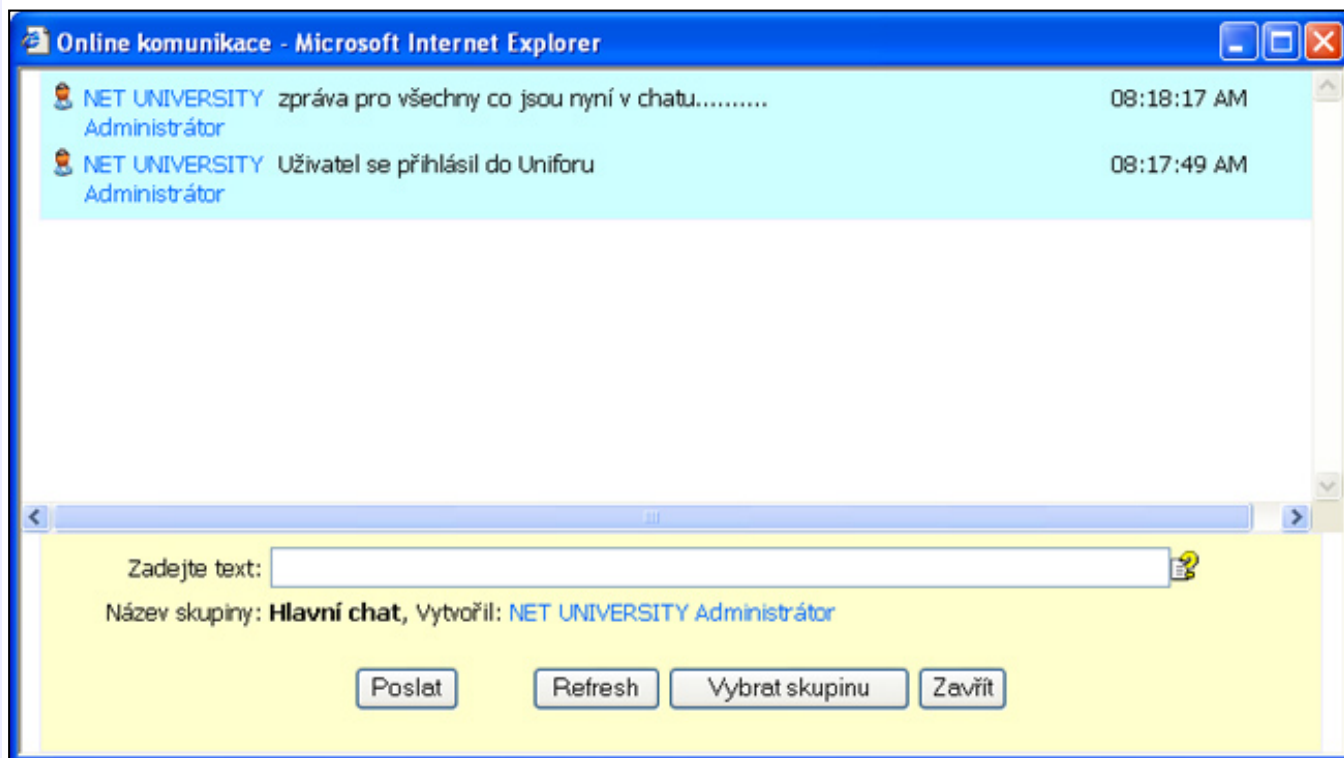 Online komunikace - Microsoft Internet Explorer
NET UNIVERSITY zpráva pro všechny co jsou nyní v chatu.......... 08:18:17 AM
Administrátor
NET UNIVERSITY Uživatel se přihlásil do Uniforu 08:17:49 AM
Administrátor
Zadejte text:
Název skupiny: Hlavní chat, Vytvořil: NET UNIVERSITY Administrátor
Poslat Refresh Vybrat skupinu Zavřít